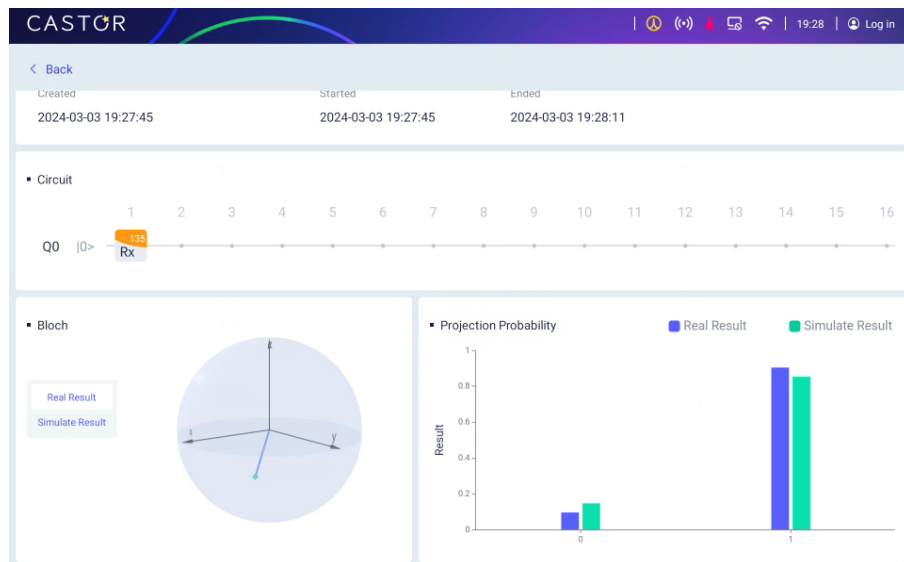 CASTOR
19:28 Log in
Back
Created Started Ended
2024-03-03 19:27:45 2024-03-03 19:27:45 2024-03-03 19:28:11
Circuit
1 2 3 4 5 6 7 8 9 10 11 12 13 14 15 16
135
Q0 |0> Rx
Bloch
Real Result
Simulate Result
y
Projection Probability
Real Result Simulate Result
1
0.8
0.6
0.4
0.2
0
Result
0 1